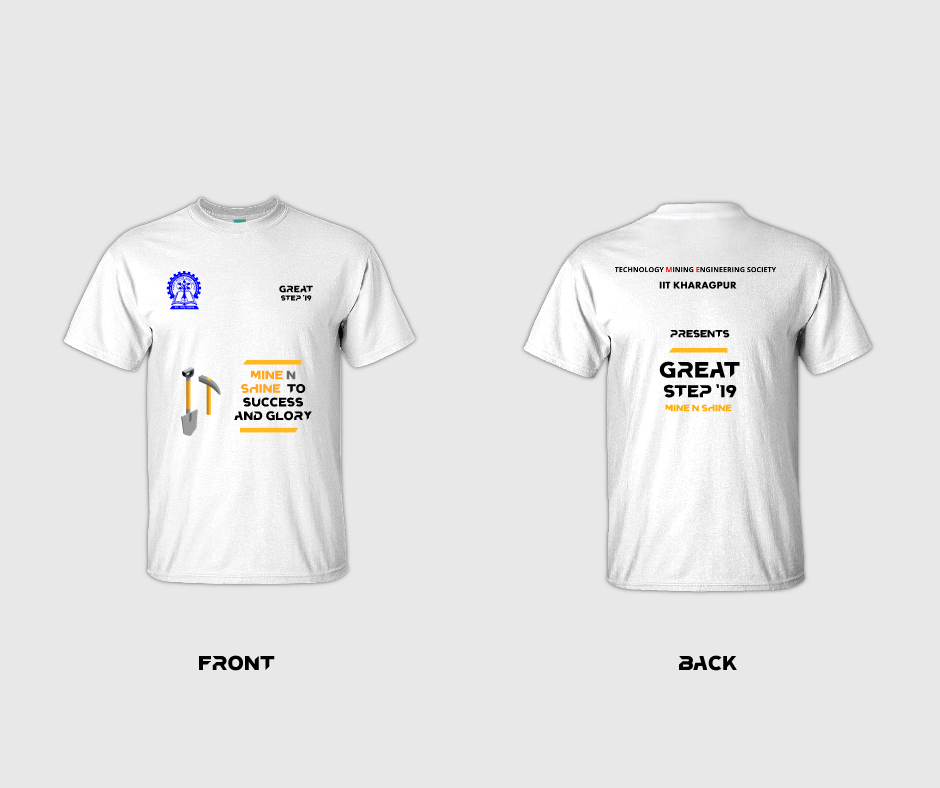 GREAT
STEP '19
MINE N
SHINE TO
SUCCESS
AND GLORY
FRONT
TECHNOLOGY MINING ENGINEERING SOCIETY
IIT KHARAGPUR
PRESENTS
GREAT
STEP '19
MINE N SHINE
BACK